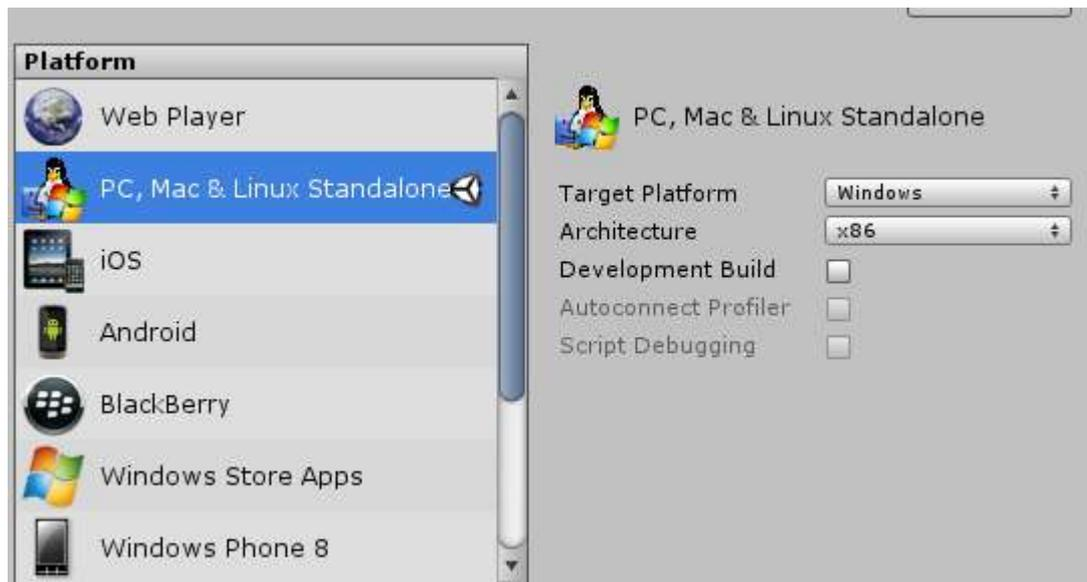 Platform
Web Player
PC, Mac & Linux Standalone
iOS
Android
BlackBerry
Windows Store Apps
Windows Phone 8
PC, Mac & Linux Standalone
Target Platform Windows
Architecture x86
Development Build
Autoconnect Profiler
Script Debugging